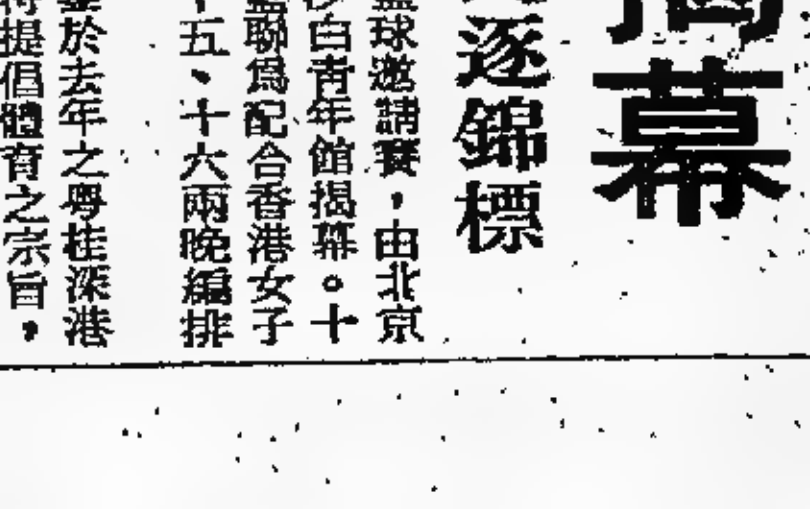 幕
逐錦標
球邀請賽，由北京
白青年館揭幕。十
聯為配合香港女子
五、十六兩晚編排
於去年之粵桂深港
提倡體育之宗旨，